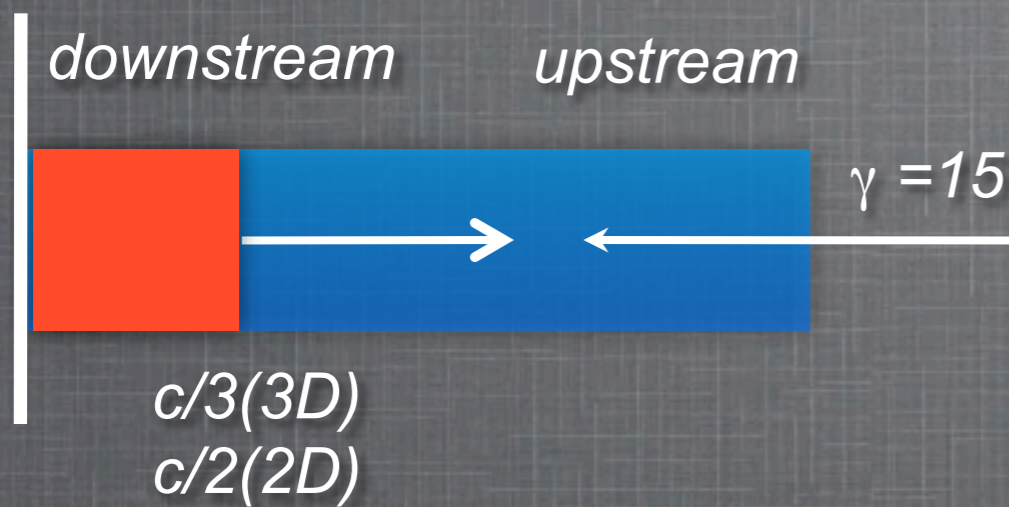 downstream
upstream
γ =15
c/3(3D)
c/2(2D)